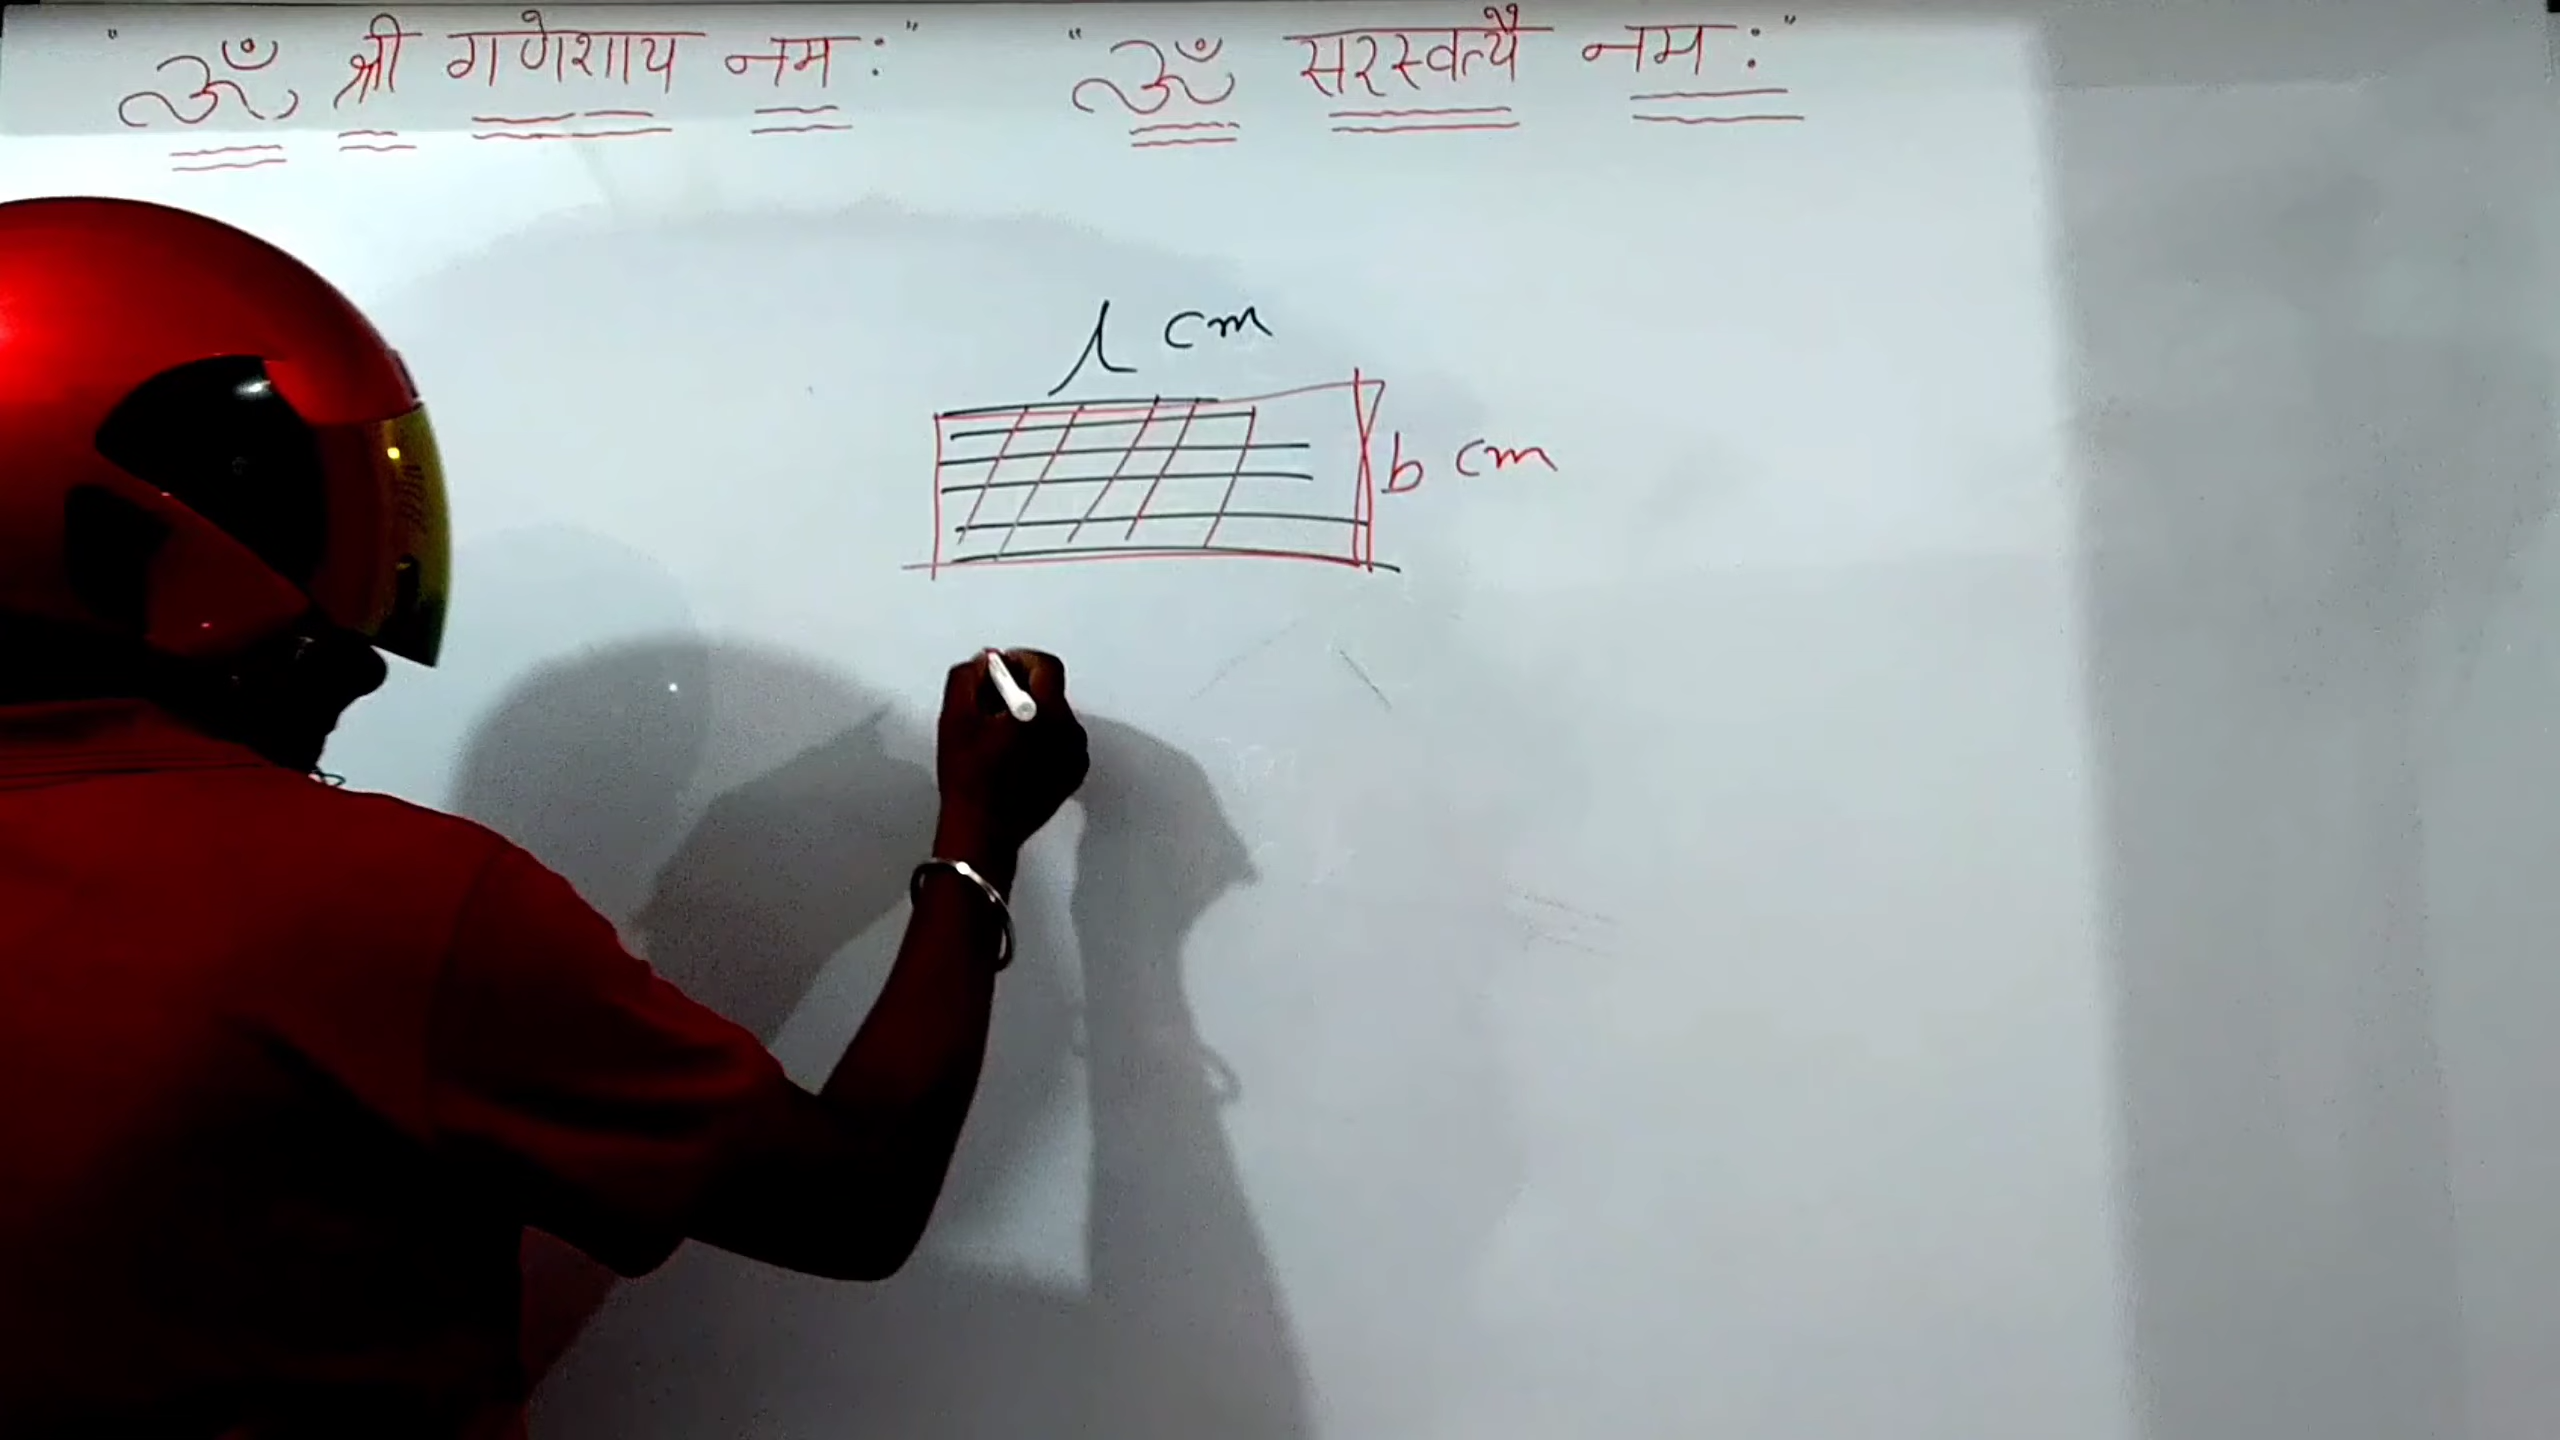 "ॐ श्री गणेशाय नम:" "ॐ सरस्वत्यै नम:"
l cm
b cm